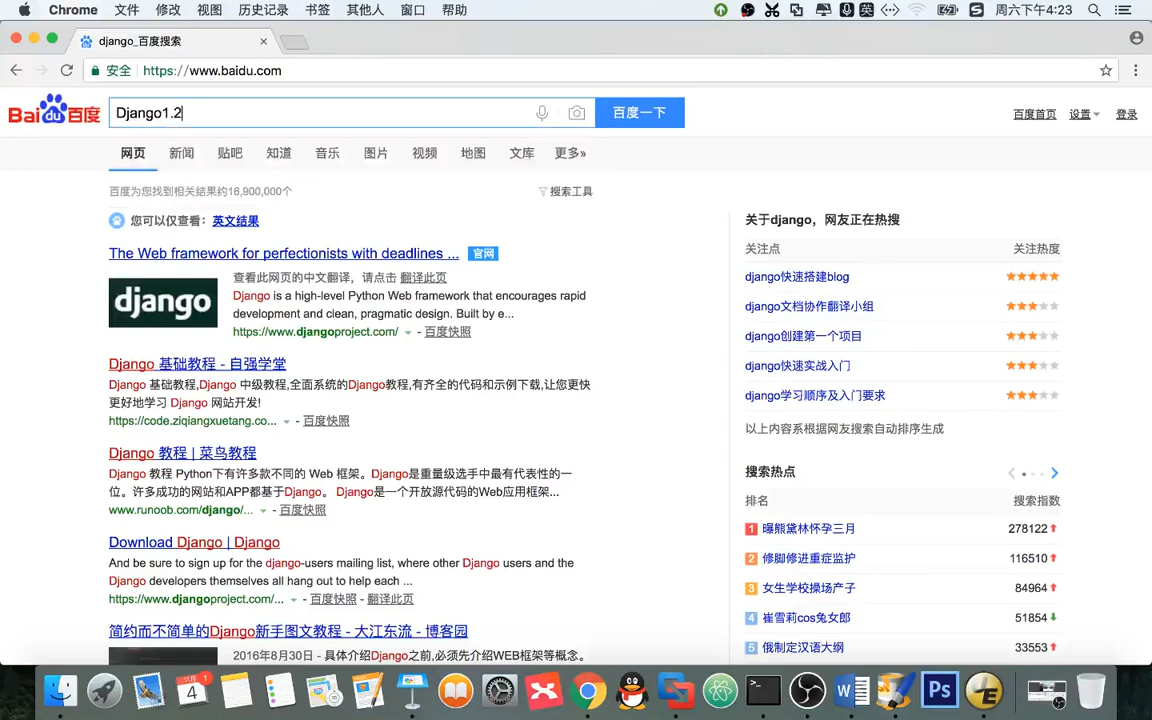 Chrome 文件 修改 视图 历史记录 书签 其他人 窗口 帮助 英 周六下午4:23
django_百度搜索
安全 https://www.baidu.com
Baidu百度 Django1.2 百度一下 百度首页 设置 登录
网页 新闻 贴吧 知道 音乐 图片 视频 地图 文库 更多»
百度为您找到相关结果约16,900,000个 搜索工具
您可以仅查看：英文结果
The Web framework for perfectionists with deadlines ... 官网
django
查看此网页的中文翻译，请点击 翻译此页
Django is a high-level Python Web framework that encourages rapid
development and clean, pragmatic design. Built by e...
https://www.djangoproject.com/ - 百度快照
Django 基础教程 - 自强学堂
Django 基础教程,Django 中级教程,全面系统的Django教程,有齐全的代码和示例下载,让您更快
更好地学习 Django 网站开发!
https://code.ziqiangxuetang.co... - 百度快照
Django 教程 | 菜鸟教程
Django 教程 Python下有许多款不同的 Web 框架。Django是重量级选手中最有代表性的一
位。许多成功的网站和APP都基于Django。 Django是一个开放源代码的Web应用框架...
www.runoob.com/django/... - 百度快照
Download Django | Django
And be sure to sign up for the django-users mailing list, where other Django users and the
Django developers themselves all hang out to help each ...
https://www.djangoproject.com/... - 百度快照 - 翻译此页
简约而不简单的Django新手图文教程 - 大江东流 - 博客园
2016年8月30日 - 具体介绍Django之前,必须先介绍WEB框架等概念。
关于django，网友正在热搜
关注点 关注热度
django快速搭建blog
django文档协作翻译小组
django创建第一个项目
django快速实战入门
django学习顺序及入门要求
以上内容系根据网友搜索自动排序生成
搜索热点
排名 搜索指数
1 曝熊黛林怀孕三月 278122
2 修脚修进重症监护 116510
3 女生学校操场产子 84964
4 崔雪莉cos兔女郎 51854
5 俄制定汉语大纲 33553
4
1
W
Ps
E